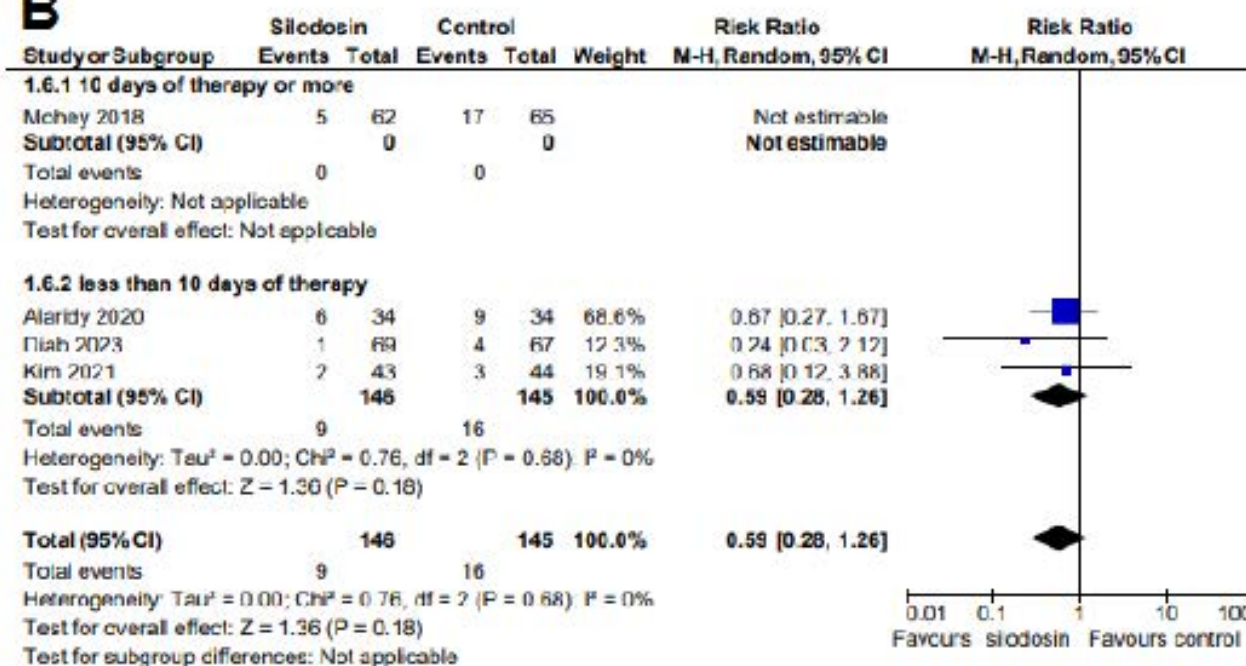 B
Silodosin Control Risk Ratio Risk Ratio
Study or Subgroup Events Total Events Total Weight M-H, Random, 95% CI M-H, Random, 95% CI
1.6.1 10 days of therapy or more
Mohey 2018 5 62 17 65 Not estimable
Subtotal (95% CI) 0 0 Not estimable
Total events 0 0
Heterogeneity: Not applicable
Test for overall effect: Not applicable
1.6.2 less than 10 days of therapy
Alaridy 2020 6 34 9 34 68.6% 0.67 [0.27, 1.67]
Diab 2023 1 69 4 67 12.3% 0.24 [0.03, 2.12]
Kim 2021 2 43 3 44 19.1% 0.68 [0.12, 3.88]
Subtotal (95% CI) 146 145 100.0% 0.59 [0.28, 1.26]
Total events 9 16
Heterogeneity: Tau² = 0.00; Chi² = 0.76, df = 2 (P = 0.68); I² = 0%
Test for overall effect: Z = 1.36 (P = 0.18)
Total (95% CI) 146 145 100.0% 0.59 [0.28, 1.26]
Total events 9 16
Heterogeneity: Tau² = 0.00; Chi² = 0.76, df = 2 (P = 0.68); I² = 0%
Test for overall effect: Z = 1.36 (P = 0.18)
Test for subgroup differences: Not applicable
0.01 0.1 1 10 100
Favours silodosin Favours control